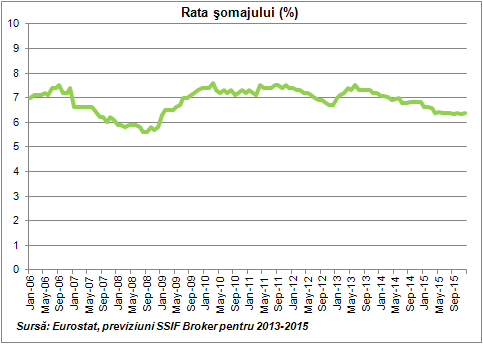 Rata şomajului (%)
10
9
8
7
6
5
4
3
2
1
0
Jan-06
May-06
Sep-06
Jan-07
May-07
Sep-07
Jan-08
May-08
Sep-08
Jan-09
May-09
Sep-09
Jan-10
May-10
Sep-10
Jan-11
May-11
Sep-11
Jan-12
May-12
Sep-12
Jan-13
May-13
Sep-13
Jan-14
May-14
Sep-14
Jan-15
May-15
Sep-15
Sursă: Eurostat, previziuni SSIF Broker pentru 2013-2015